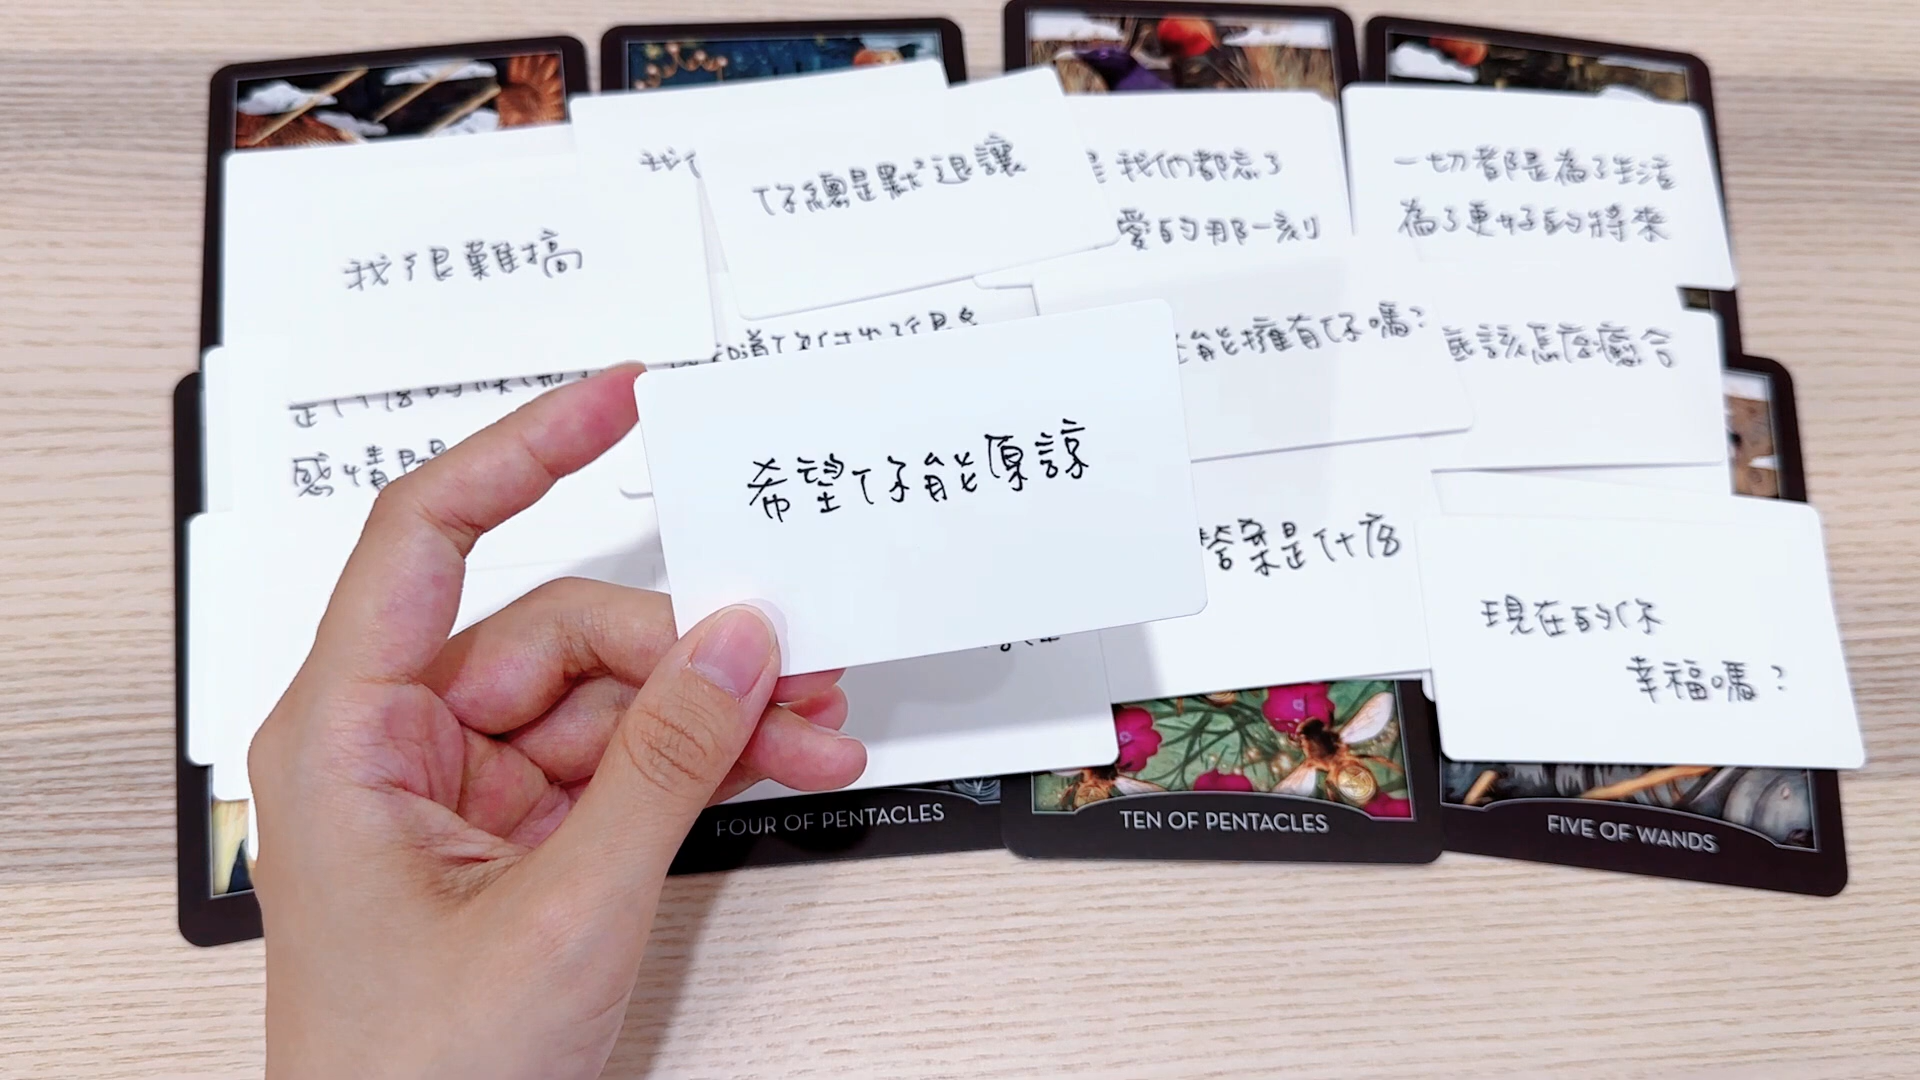 我很難搞
我們
你總是默默退讓
我們都忘了
愛的那一刻
一切都是為了生活
為了更好的將來
感情
能擁有你嗎?
底該怎麼癒合
希望你能原諒
答案是什麼
現在的你
幸福嗎?
FOUR OF PENTACLES
TEN OF PENTACLES
FIVE OF WANDS